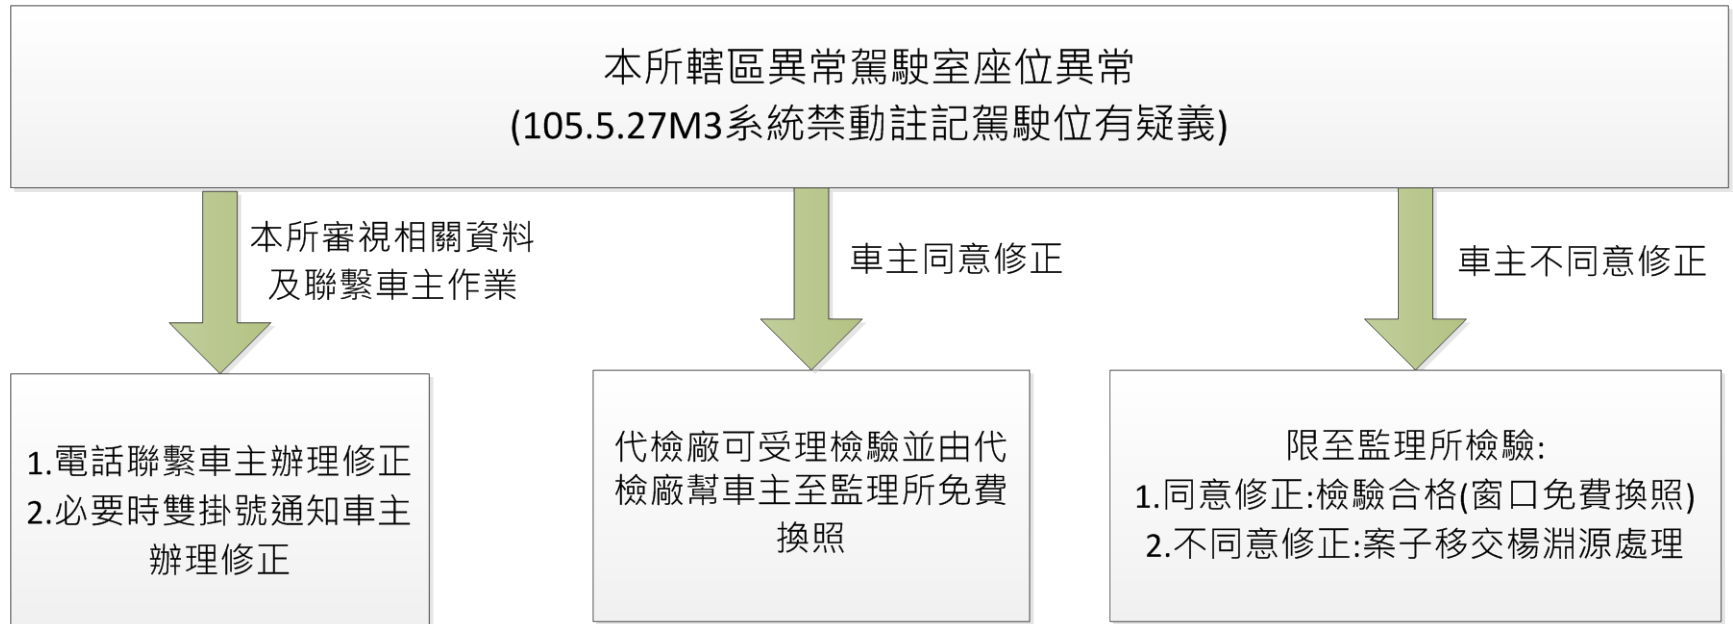 本所轄區異常駕駛室座位異常
(105.5.27M3系統禁動註記駕駛位有疑義)
本所審視相關資料
及聯繫車主作業
車主同意修正
車主不同意修正
1.電話聯繫車主辦理修正
2.必要時雙掛號通知車主
辦理修正
代檢廠可受理檢驗並由代
檢廠幫車主至監理所免費
換照
限至監理所檢驗:
1.同意修正:檢驗合格(窗口免費換照)
2.不同意修正:案子移交楊淵源處理